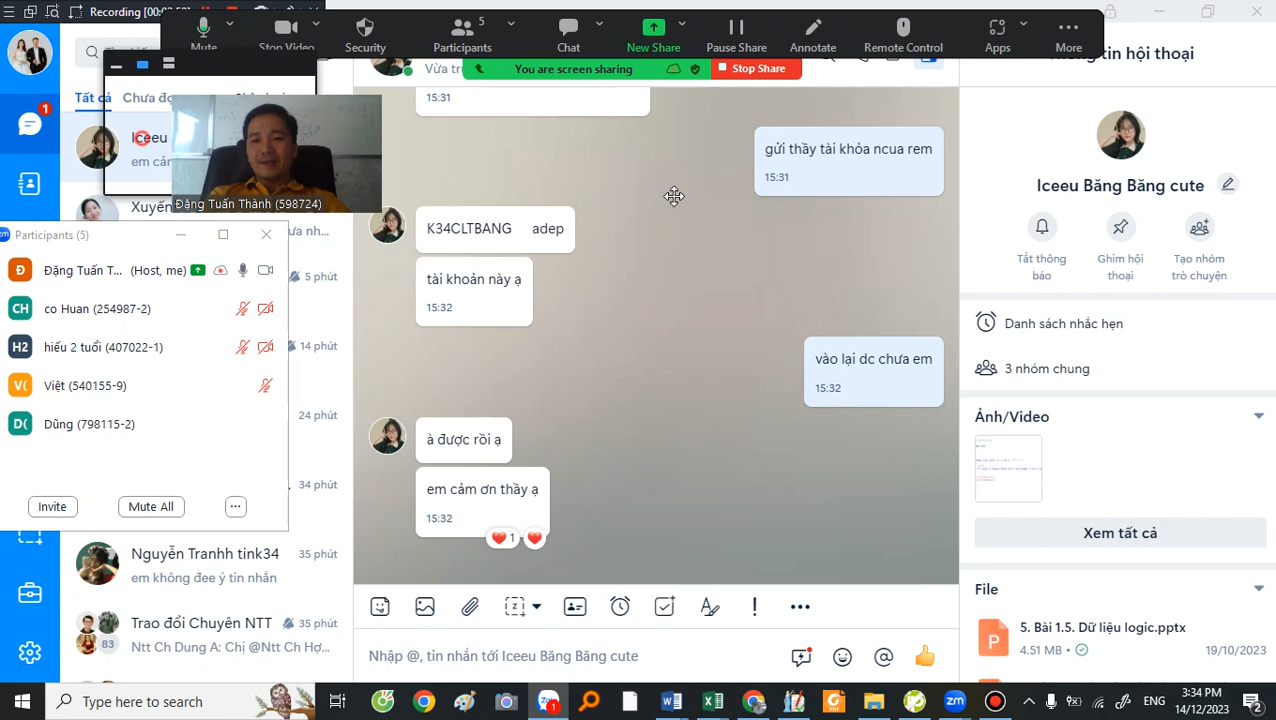 Recording [00:02:58]
Mute
Stop Video
Security
5
Participants
Chat
New Share
Pause Share
Annotate
Remote Control
Apps
More
You are screen sharing
Stop Share
Vừa tr
hội thoại
Tất cả
Chưa đọ
1
Iceeu
em cảm
Đặng Tuấn Thành (598724)
Xuyến
5 phút
14 phút
24 phút
34 phút
Participants (5)
Đặng Tuấn T... (Host, me)
co Huan (254987-2)
hiếu 2 tuổi (407022-1)
Việt (540155-9)
Dũng (798115-2)
Invite
Mute All
Nguyễn Tranhh tink34
35 phút
em không đee ý tin nhắn
Trao đổi Chuyên NTT
35 phút
83
Ntt Ch Dung A: Chị @Ntt Ch Hợ...
15:31
gửi thầy tài khỏa ncua rem
15:31
K34CLTBANG adep
tài khoản này ạ
15:32
vào lại dc chưa em
15:32
à được rồi ạ
em cảm ơn thầy ạ
15:32
1
Nhập @, tin nhắn tới Iceeu Băng Băng cute
Iceeu Băng Băng cute
Tắt thông báo
Ghim hội thoại
Tạo nhóm trò chuyện
Danh sách nhắc hẹn
3 nhóm chung
Ảnh/Video
Xem tất cả
File
5. Bài 1.5. Dữ liệu logic.pptx
4.51 MB
19/10/2023
Type here to search
ENG
3:34 PM
14/12/2023
2